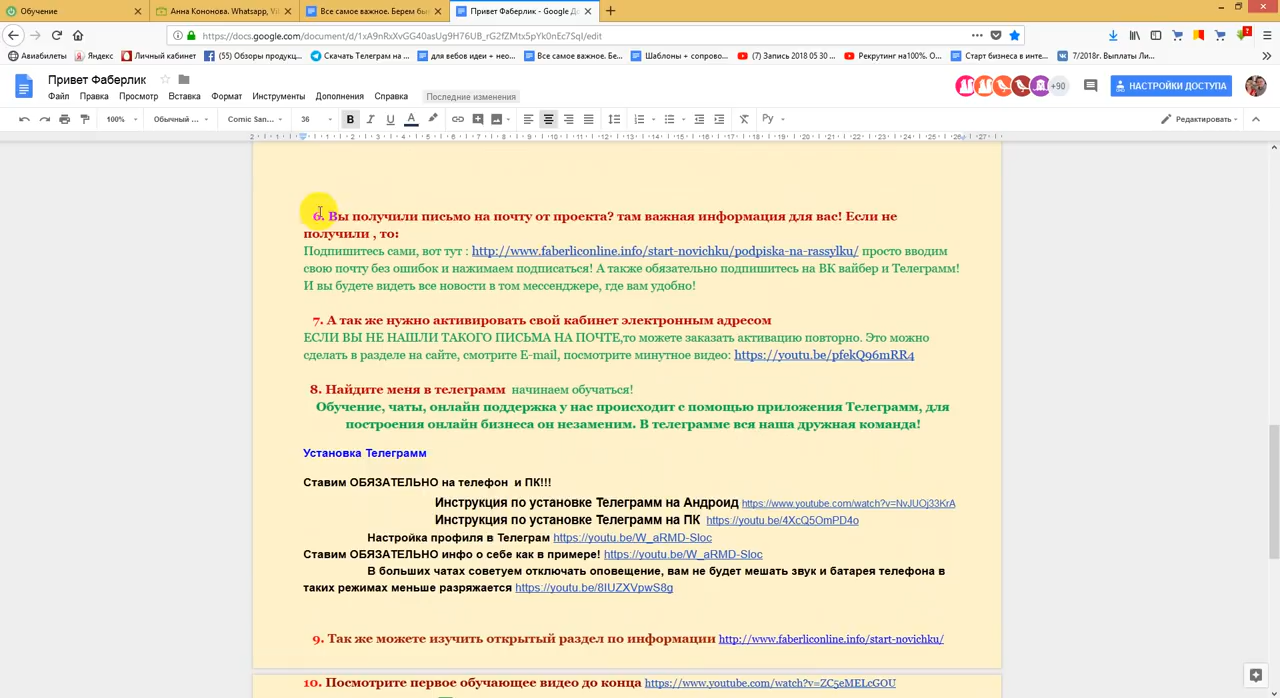 Обучение
Анна Кононова. Whatsapp, Vi
Все самое важное. Берем бы
Привет Фаберлик - Google Д
https://docs.google.com/document/d/1xA9nRxXvGG40asUg9H76UB_rG2fZMtx5pYk0nEc7SqI/edit
Авиабилеты
Яндекс
Личный кабинет
(55) Обзоры продукц...
Скачать Телеграм на ...
для вебов идеи + нео...
Все самое важное. Бе...
Шаблоны + сопрово...
(7) Запись 2018 05 30 ...
Рекрутинг на100%. О...
Старт бизнеса в инте...
7/2018г. Выплаты Ли...
Привет Фаберлик
Файл Правка Просмотр Вставка Формат Инструменты Дополнения Справка Последние изменения
+90
НАСТРОЙКИ ДОСТУПА
100% Обычный ... Comic San... 36 Редактировать
6. Вы получили письмо на почту от проекта? там важная информация для вас! Если не
получили , то:
Подпишитесь сами, вот тут : http://www.faberliconline.info/start-novichku/podpiska-na-rassylku/ просто вводим
свою почту без ошибок и нажимаем подписаться! А также обязательно подпишитесь на ВК вайбер и Телеграмм!
И вы будете видеть все новости в том мессенджере, где вам удобно!
7. А так же нужно активировать свой кабинет электронным адресом
ЕСЛИ ВЫ НЕ НАШЛИ ТАКОГО ПИСЬМА НА ПОЧТЕ,то можете заказать активацию повторно. Это можно
сделать в разделе на сайте, смотрите E-mail, посмотрите минутное видео: https://youtu.be/pfekQ96mRR4
8. Найдите меня в телеграмм начинаем обучаться!
Обучение, чаты, онлайн поддержка у нас происходит с помощью приложения Телеграмм, для
построения онлайн бизнеса он незаменим. В телеграмме вся наша дружная команда!
Установка Телеграмм
Ставим ОБЯЗАТЕЛЬНО на телефон и ПК!!!
Инструкция по установке Телеграмм на Андроид https://www.youtube.com/watch?v=NvJUOj33KrA
Инструкция по установке Телеграмм на ПК https://youtu.be/4XcQ5OmPD4o
Настройка профиля в Телеграм https://youtu.be/W_aRMD-Sloc
Ставим ОБЯЗАТЕЛЬНО инфо о себе как в примере! https://youtu.be/W_aRMD-Sloc
В больших чатах советуем отключать оповещение, вам не будет мешать звук и батарея телефона в
таких режимах меньше разряжается https://youtu.be/8IUZXVpwS8g
9. Так же можете изучить открытый раздел по информации http://www.faberliconline.info/start-novichku/
10. Посмотрите первое обучающее видео до конца https://www.youtube.com/watch?v=ZC5eMELcGOU